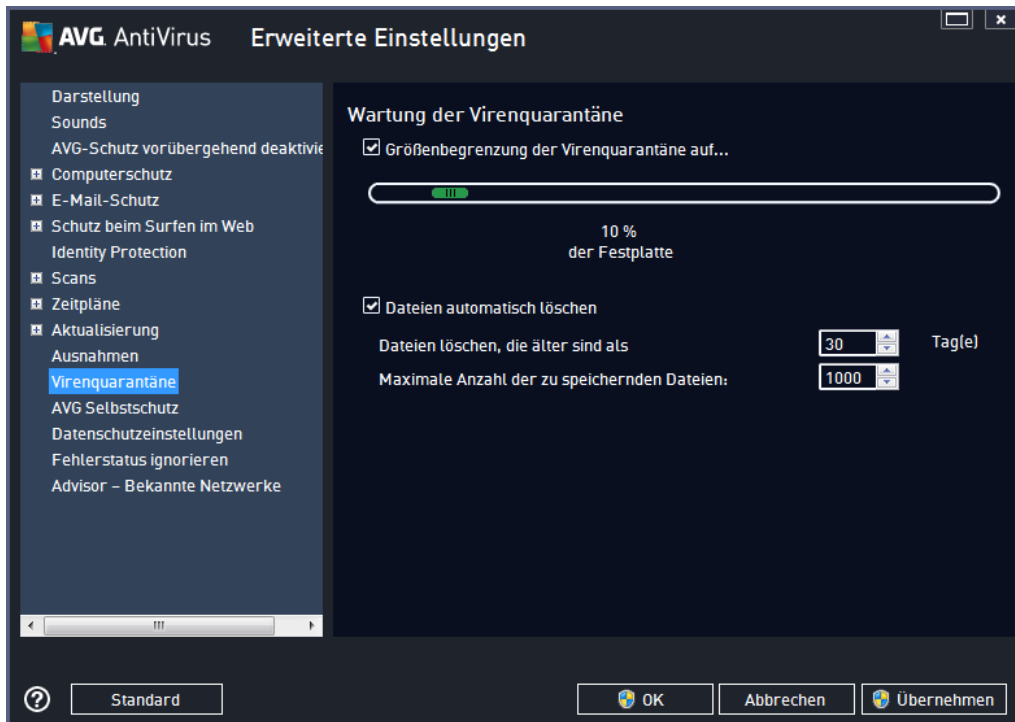 AVG. AntiVirus Erweiterte Einstellungen
Darstellung
Sounds
AVG-Schutz vorübergehend deaktivie
Computerschutz
E-Mail-Schutz
Schutz beim Surfen im Web
Identity Protection
Scans
Zeitpläne
Aktualisierung
Ausnahmen
Virenquarantäne
AVG Selbstschutz
Datenschutzeinstellungen
Fehlerstatus ignorieren
Advisor – Bekannte Netzwerke
Wartung der Virenquarantäne
Größenbegrenzung der Virenquarantäne auf...
10 %
der Festplatte
Dateien automatisch löschen
Dateien löschen, die älter sind als 30 Tag(e)
Maximale Anzahl der zu speichernden Dateien: 1000
? Standard OK Abbrechen Übernehmen